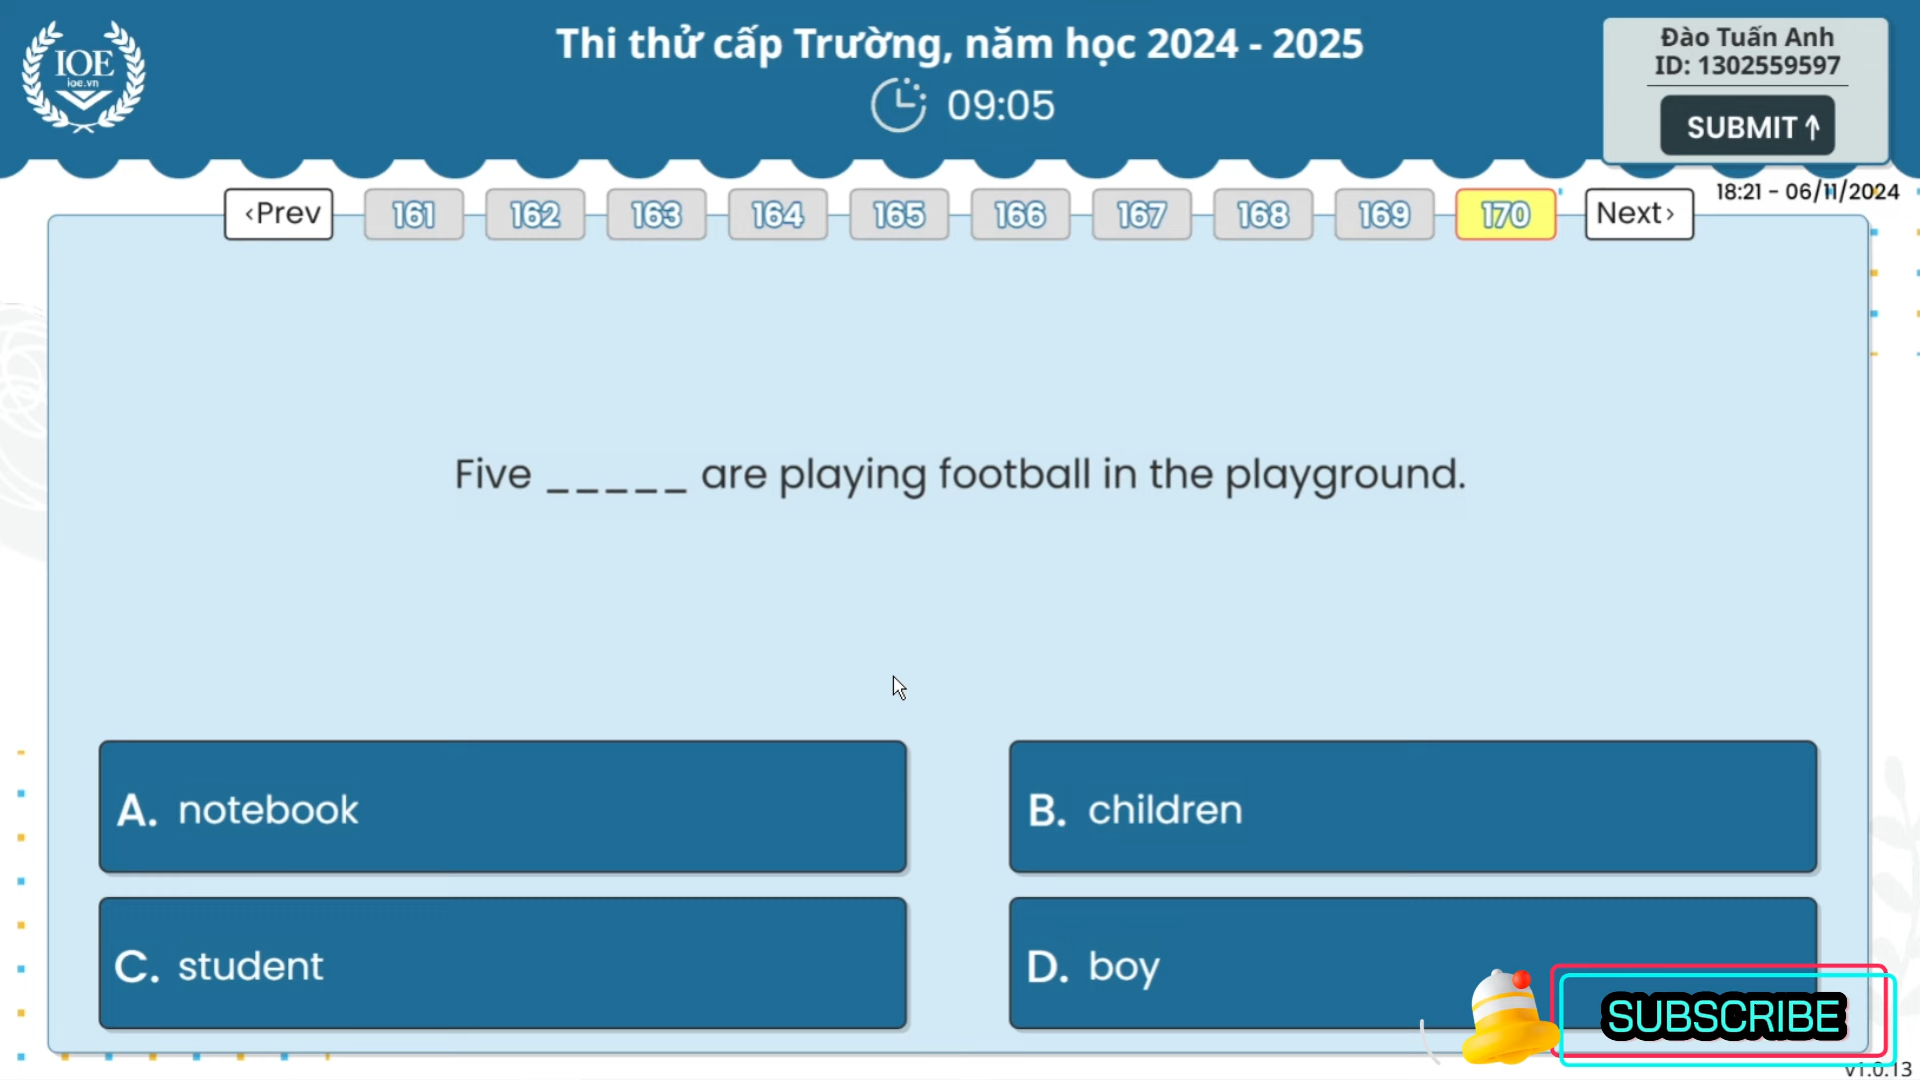 IOE
ioe.vn
Thi thử cấp Trường, năm học 2024 - 2025
09:05
Đào Tuấn Anh
ID: 1302559597
SUBMIT
18:21 - 06/11/2024
‹Prev 161 162 163 164 165 166 167 168 169 170 Next›
Five _____ are playing football in the playground.
A. notebook
B. children
C. student
D. boy
SUBSCRIBE
v1.0.13